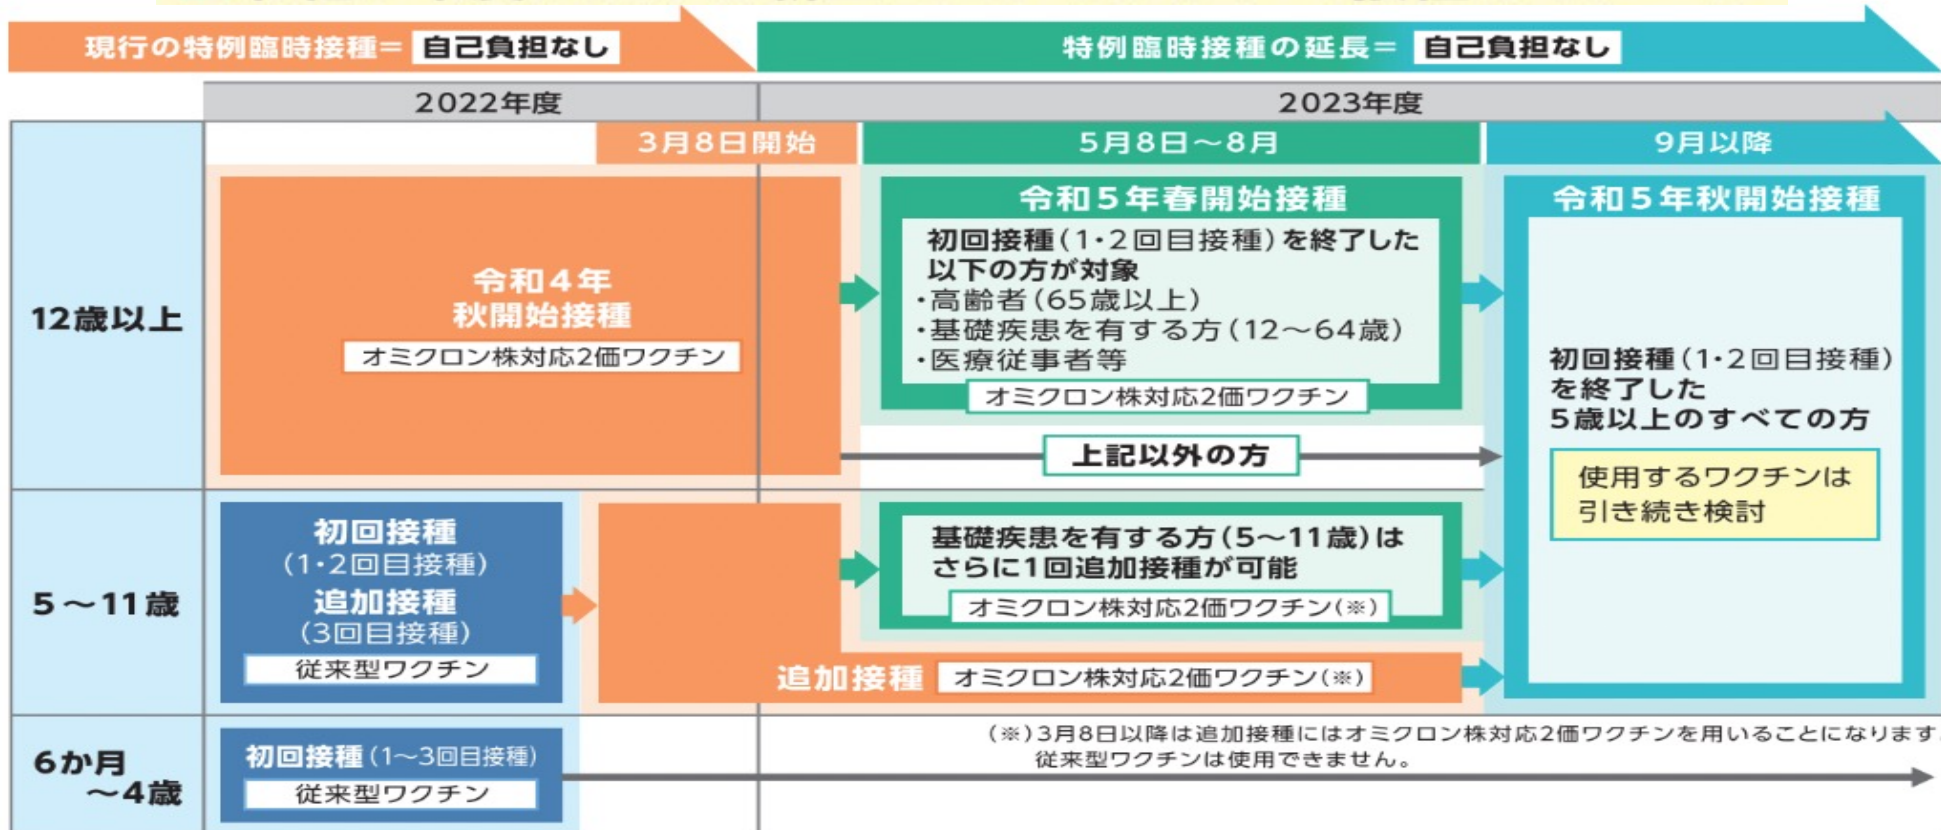 現行の特例臨時接種= 自己負担なし
特例臨時接種の延長= 自己負担なし
2022年度
2023年度
3月8日開始
5月8日～8月
9月以降
12歳以上
令和4年
秋開始接種
オミクロン株対応2価ワクチン
令和5年春開始接種
初回接種(1・2回目接種)を終了した
以下の方が対象
・高齢者(65歳以上)
・基礎疾患を有する方(12～64歳)
・医療従事者等
オミクロン株対応2価ワクチン
上記以外の方
令和5年秋開始接種
初回接種(1・2回目接種)
を終了した
5歳以上のすべての方
使用するワクチンは
引き続き検討
5～11歳
初回接種
(1・2回目接種)
追加接種
(3回目接種)
従来型ワクチン
基礎疾患を有する方(5～11歳)は
さらに1回追加接種が可能
オミクロン株対応2価ワクチン(※)
追加接種 オミクロン株対応2価ワクチン(※)
6か月
～4歳
初回接種(1～3回目接種)
従来型ワクチン
(※)3月8日以降は追加接種にはオミクロン株対応2価ワクチンを用いることになります
従来型ワクチンは使用できません。